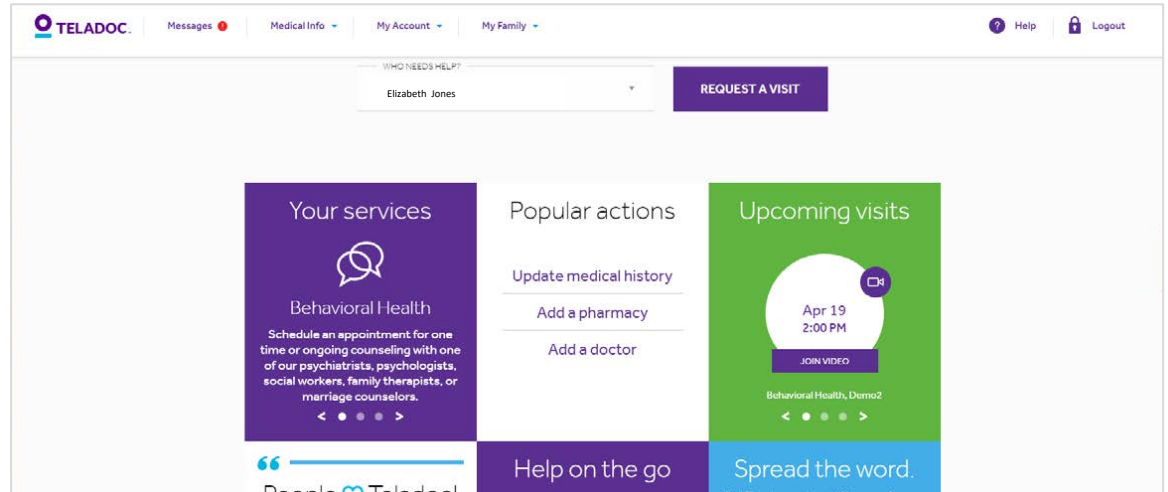 TELADOC.
Messages !
Medical Info
My Account
My Family
? Help
Logout
WHO NEEDS HELP?
Elizabeth Jones
REQUEST A VISIT
Your services
Behavioral Health
Schedule an appointment for one
time or ongoing counseling with one
of our psychiatrists, psychologists,
social workers, family therapists, or
marriage counselors.
Popular actions
Update medical history
Add a pharmacy
Add a doctor
Upcoming visits
Apr 19
2:00 PM
JOIN VIDEO
Behavioral Health, Demo2
Help on the go
Spread the word.